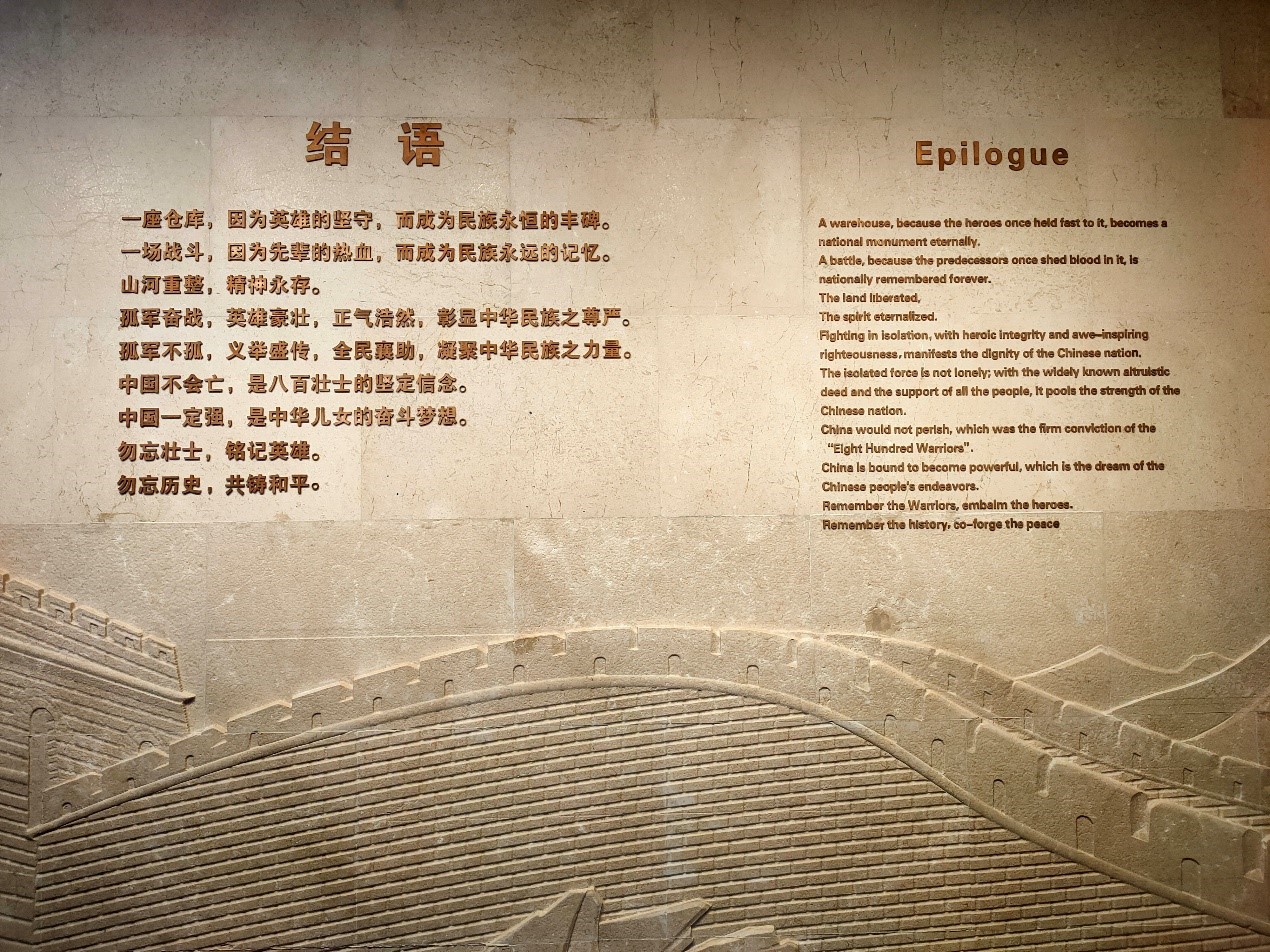 结 语
一座仓库，因为英雄的坚守，而成为民族永恒的丰碑。
一场战斗，因为先辈的热血，而成为民族永远的记忆。
山河重整，精神永存。
孤军奋战，英雄豪壮，正气浩然，彰显中华民族之尊严。
孤军不孤，义举盛传，全民襄助，凝聚中华民族之力量。
中国不会亡，是八百壮士的坚定信念。
中国一定强，是中华儿女的奋斗梦想。
勿忘壮士，铭记英雄。
勿忘历史，共铸和平。
Epilogue
A warehouse, because the heroes once held fast to it, becomes a
national monument eternally.
A battle, because the predecessors once shed blood in it, is
nationally remembered forever.
The land liberated,
The spirit eternalized.
Fighting in isolation, with heroic integrity and awe-inspiring
righteousness, manifests the dignity of the Chinese nation.
The isolated force is not lonely; with the widely known altruistic
deed and the support of all the people, it pools the strength of the
Chinese nation.
China would not perish, which was the firm conviction of the
"Eight Hundred Warriors".
China is bound to become powerful, which is the dream of the
Chinese people's endeavors.
Remember the Warriors, embalm the heroes.
Remember the history, co-forge the peace